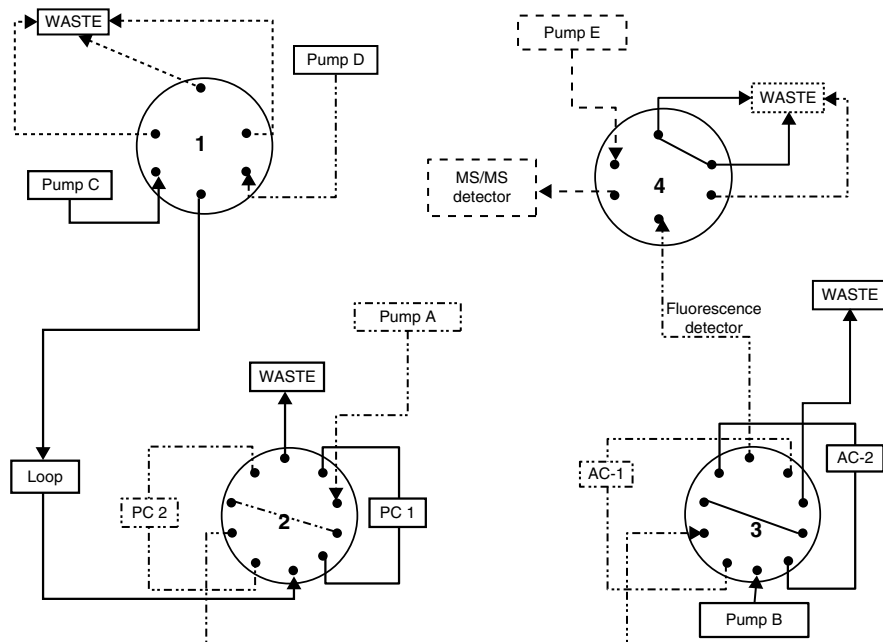 WASTE
Pump D
1
Pump C
Pump E
WASTE
MS/MS
detector
4
Fluorescence
detector
WASTE
Pump A
WASTE
Loop
PC 2
2
PC 1
AC-1
AC-2
3
Pump B